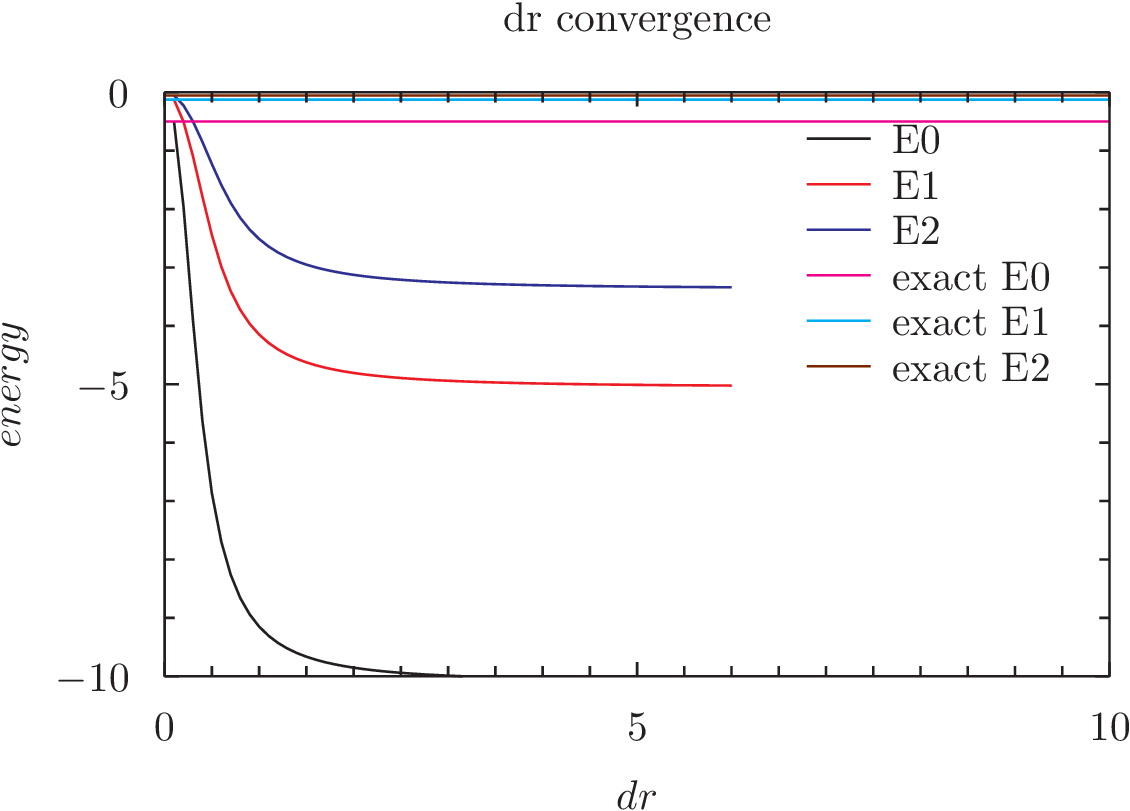 dr convergence
0
E0
E1
E2
exact E0
exact E1
exact E2
energy
−5
−10
0
5
10
dr